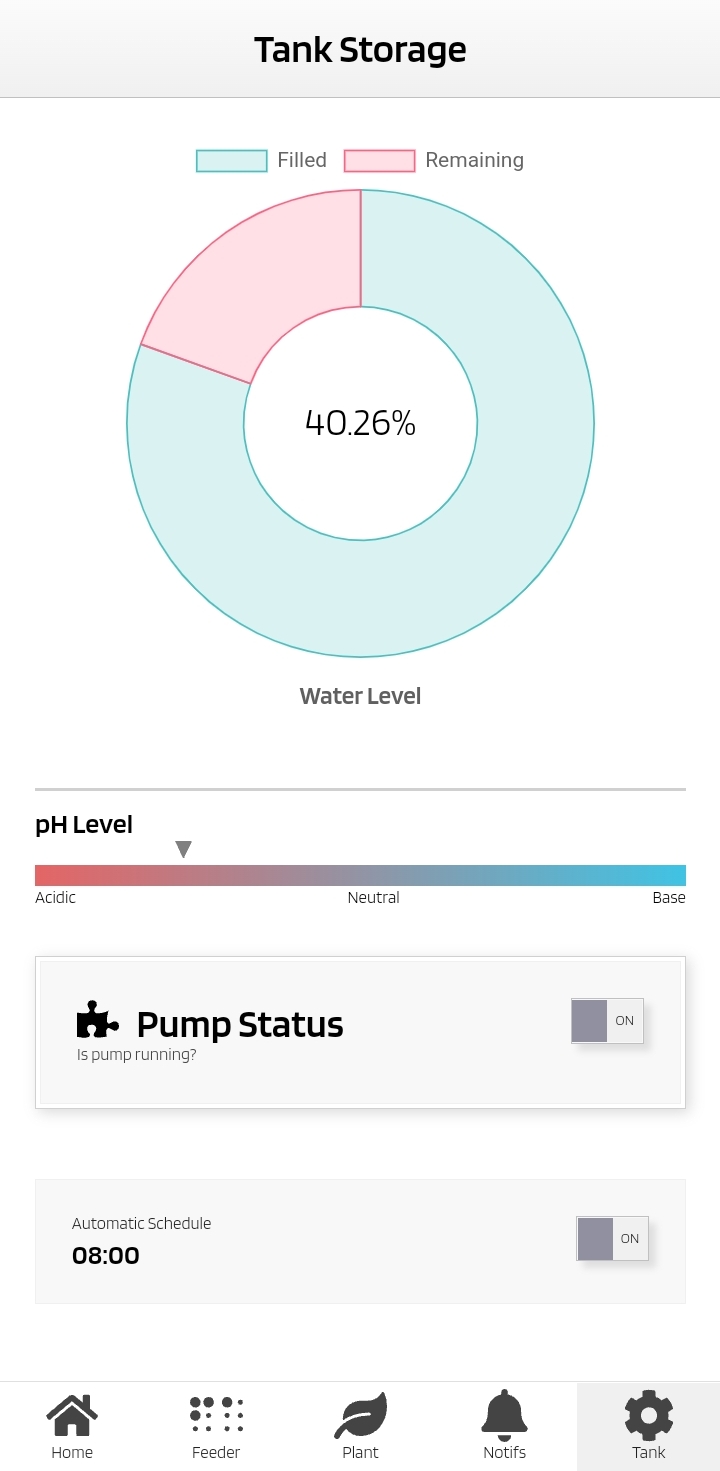 Tank Storage
Filled Remaining
40.26%
Water Level
pH Level
Acidic Neutral Base
Pump Status ON
Is pump running?
Automatic Schedule
08:00 ON
Home Feeder Plant Notifs Tank